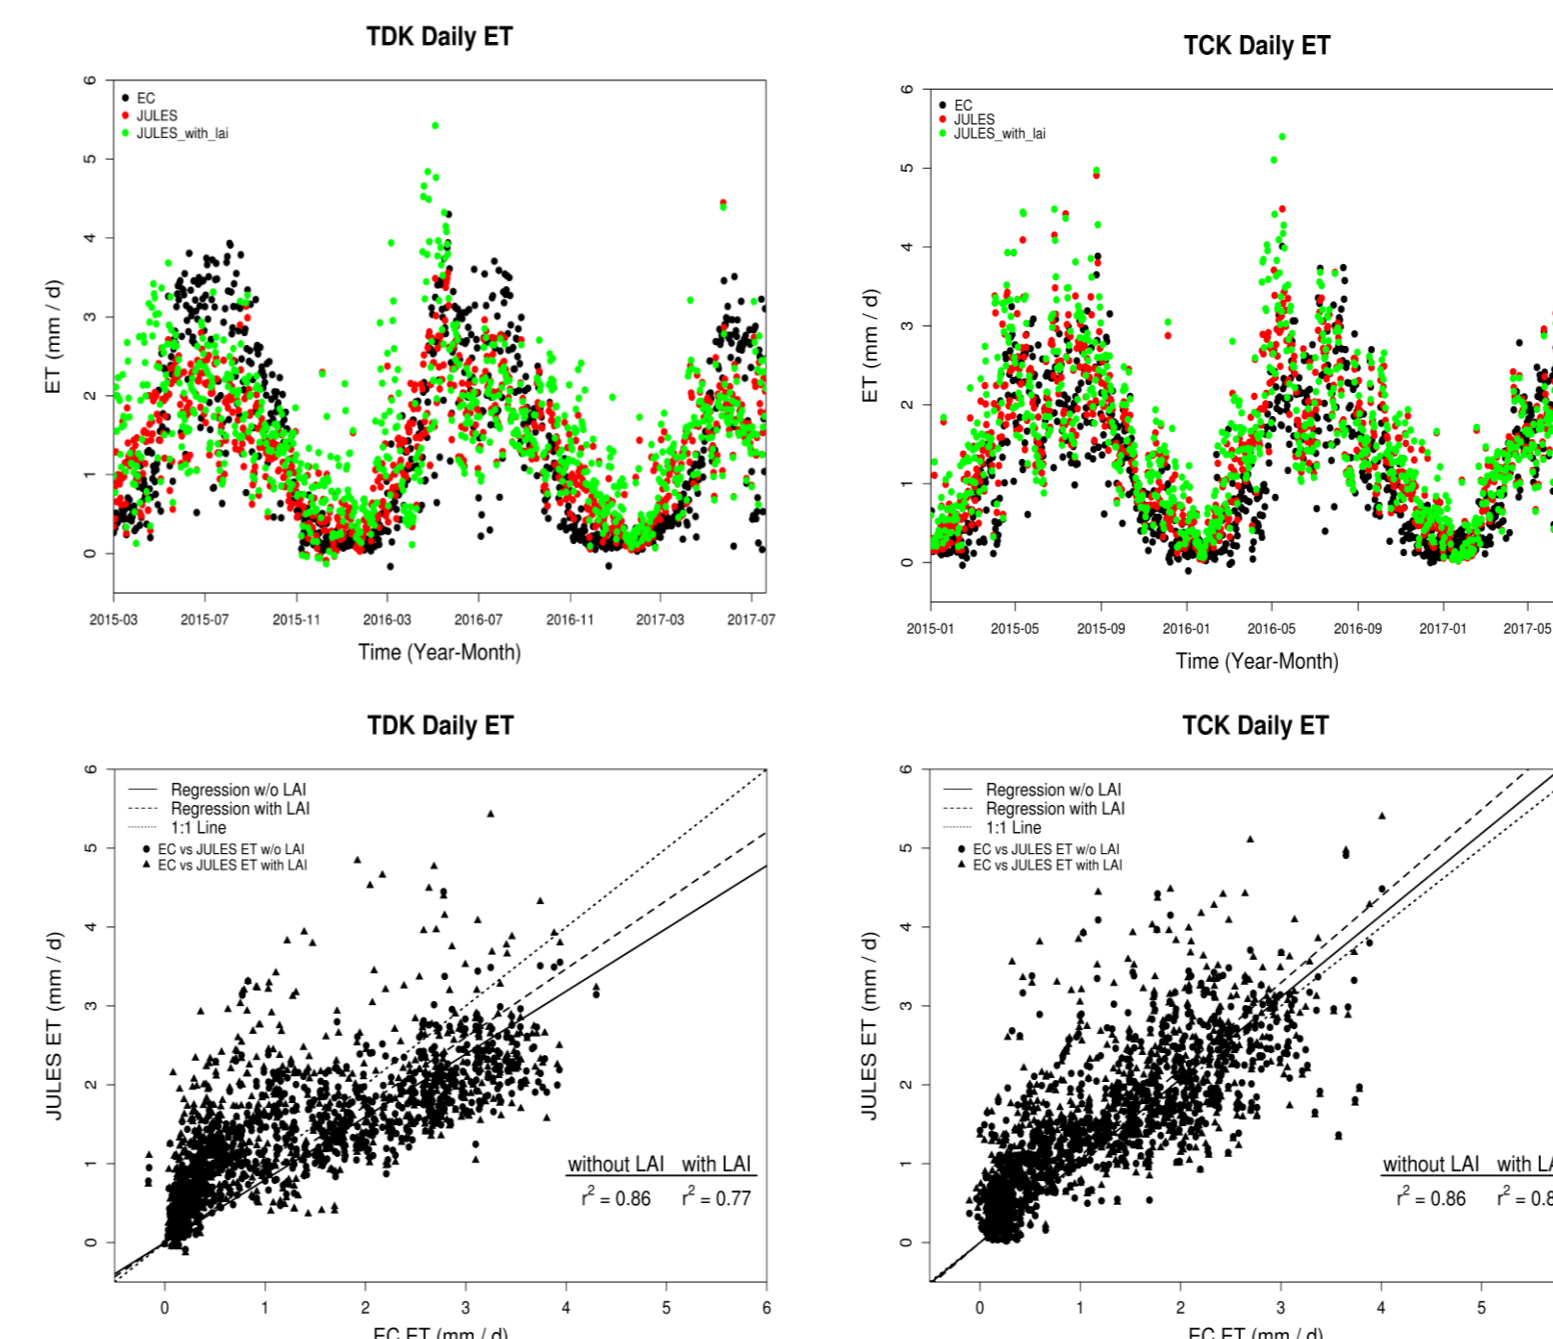 TDK Daily ET
6
5
4
3
2
1
0
ET (mm / d)
EC
JULES
JULES_with_lai
2015-03 2015-07 2015-11 2016-03 2016-07 2016-11 2017-03 2017-07
Time (Year-Month)
TCK Daily ET
6
5
4
3
2
1
0
ET (mm / d)
EC
JULES
JULES_with_lai
2015-01 2015-05 2015-09 2016-01 2016-05 2016-09 2017-01 2017-05
Time (Year-Month)
TDK Daily ET
6
5
4
3
2
1
0
JULES ET (mm / d)
Regression w/o LAI
Regression with LAI
1:1 Line
EC vs JULES ET w/o LAI
EC vs JULES ET with LAI
without LAI with LAI
r² = 0.86 r² = 0.77
0 1 2 3 4 5 6
EC ET (mm / d)
TCK Daily ET
6
5
4
3
2
1
0
JULES ET (mm / d)
Regression w/o LAI
Regression with LAI
1:1 Line
EC vs JULES ET w/o LAI
EC vs JULES ET with LAI
without LAI with
r² = 0.86 r² =
0 1 2 3 4 5
EC ET (mm / d)